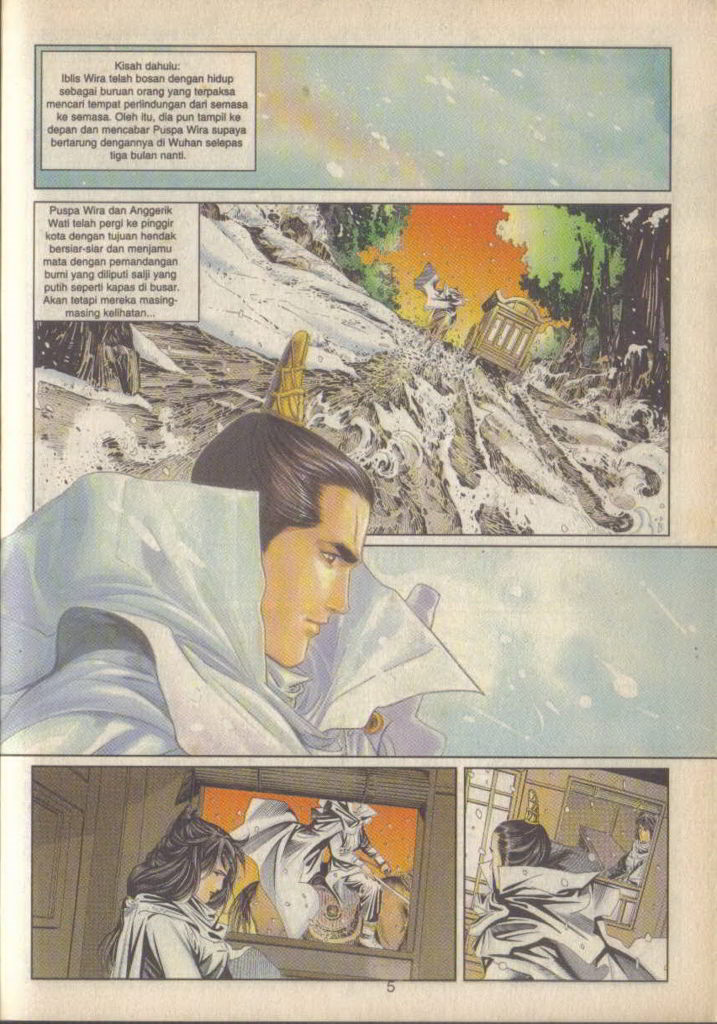 Kisah dahulu:
Iblis Wira telah bosan dengan hidup
sebagai buruan orang yang terpaksa
mencari tempat perlindungan dari semasa
ke semasa. Oleh itu, dia pun tampil ke
depan dan mencabar Puspa Wira supaya
bertarung dengannya di Wuhan selepas
tiga bulan nanti.
Puspa Wira dan Anggerik
Wati telah pergi ke pinggir
kota dengan tujuan hendak
bersiar-siar dan menjamu
mata dengan pemandangan
bumi yang diliputi salji yang
putih seperti kapas di busar.
Akan tetapi mereka masing-
masing kelihatan...
5